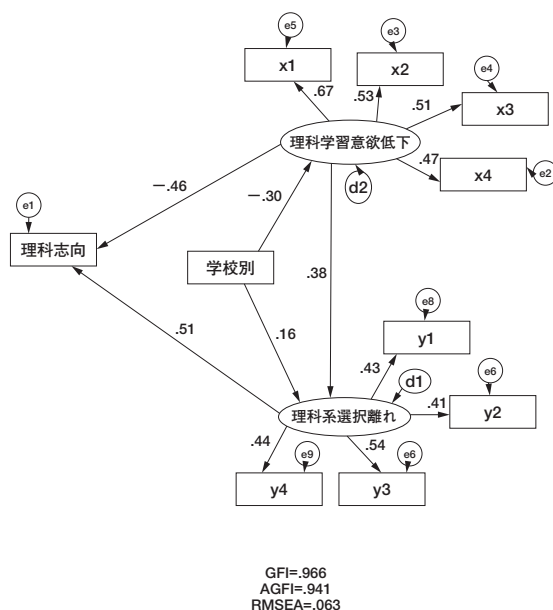 e5
x1
e3
x2
e4
x3
.67
.53
.51
理科学習意欲低下
.47
x4
e2
d2
ー.46
ー.30
e1
理科志向
学校別
.38
.51
.16
e8
y1
.43
d1
e6
y2
.41
理科系選択離れ
.44
.54
e9
y4
e6
y3
GFI=.966
AGFI=.941
RMSEA=.063